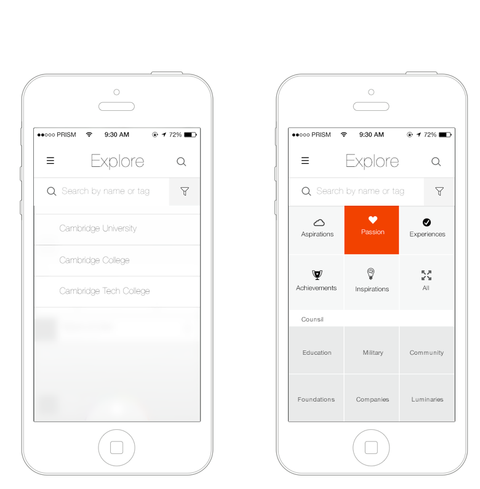 PRISM 9:30 AM 72%
Explore
Search by name or tag
Cambridge University
Cambridge College
Cambridge Tech College
PRISM 9:30 AM 72%
Explore
Search by name or tag
Aspirations Passion Experiences
Achievements Inspirations All
Counsil
Education Military Community
Foundations Companies Luminaries